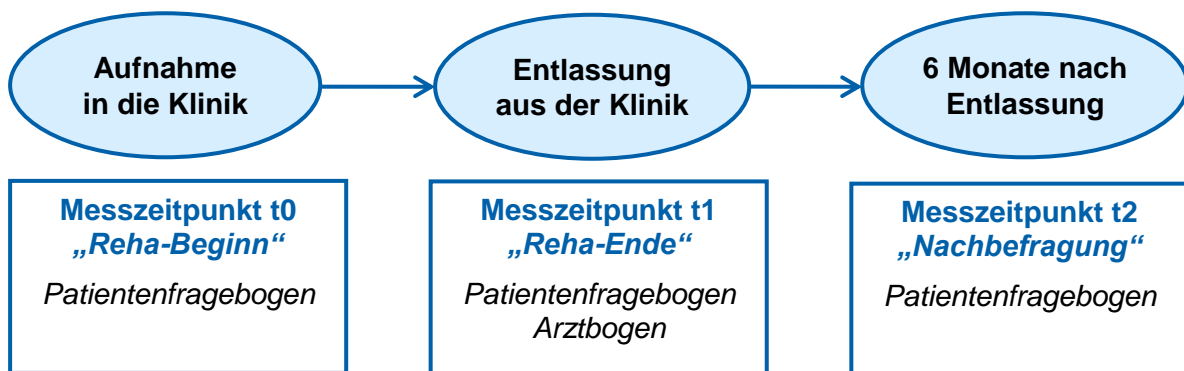 Aufnahme
in die Klinik
Entlassung
aus der Klinik
6 Monate nach
Entlassung
Messzeitpunkt t0
„Reha-Beginn“
Patientenfragebogen
Messzeitpunkt t1
„Reha-Ende“
Patientenfragebogen
Arztbogen
Messzeitpunkt t2
„Nachbefragung“
Patientenfragebogen